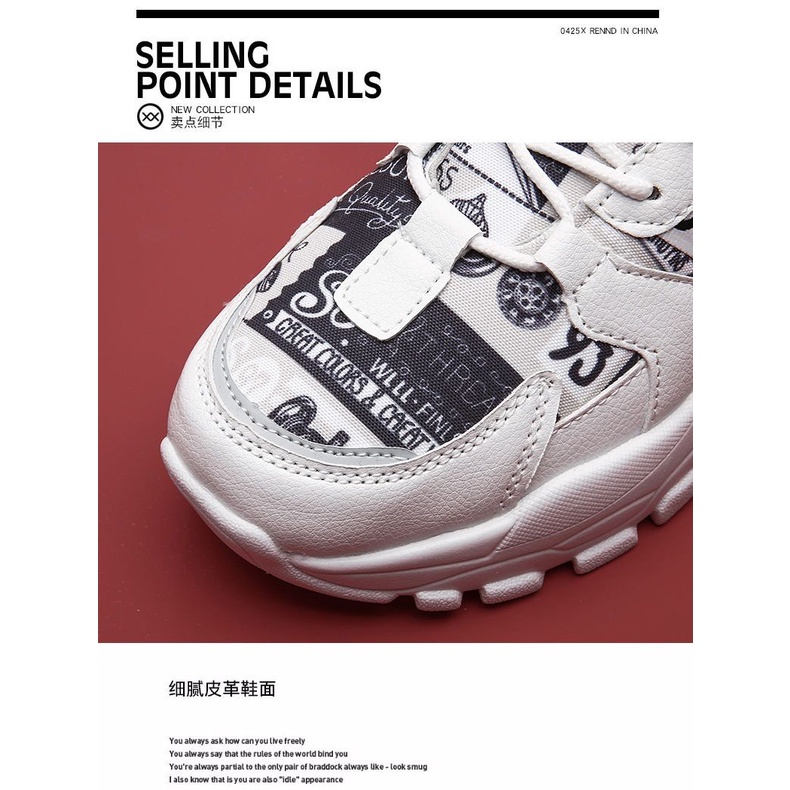 0425X RENND IN CHINA
SELLING
POINT DETAILS
NEW COLLECTION
卖点细节
Quality
GREAT COLORS & GREAT
WELL-FIN
THREA
93
细腻皮革鞋面
You always ask how can you live freely
You always say that the rules of the world bind you
You're always partial to the only pair of braddock always like - look smug
I also know that is you are also "idle" appearance